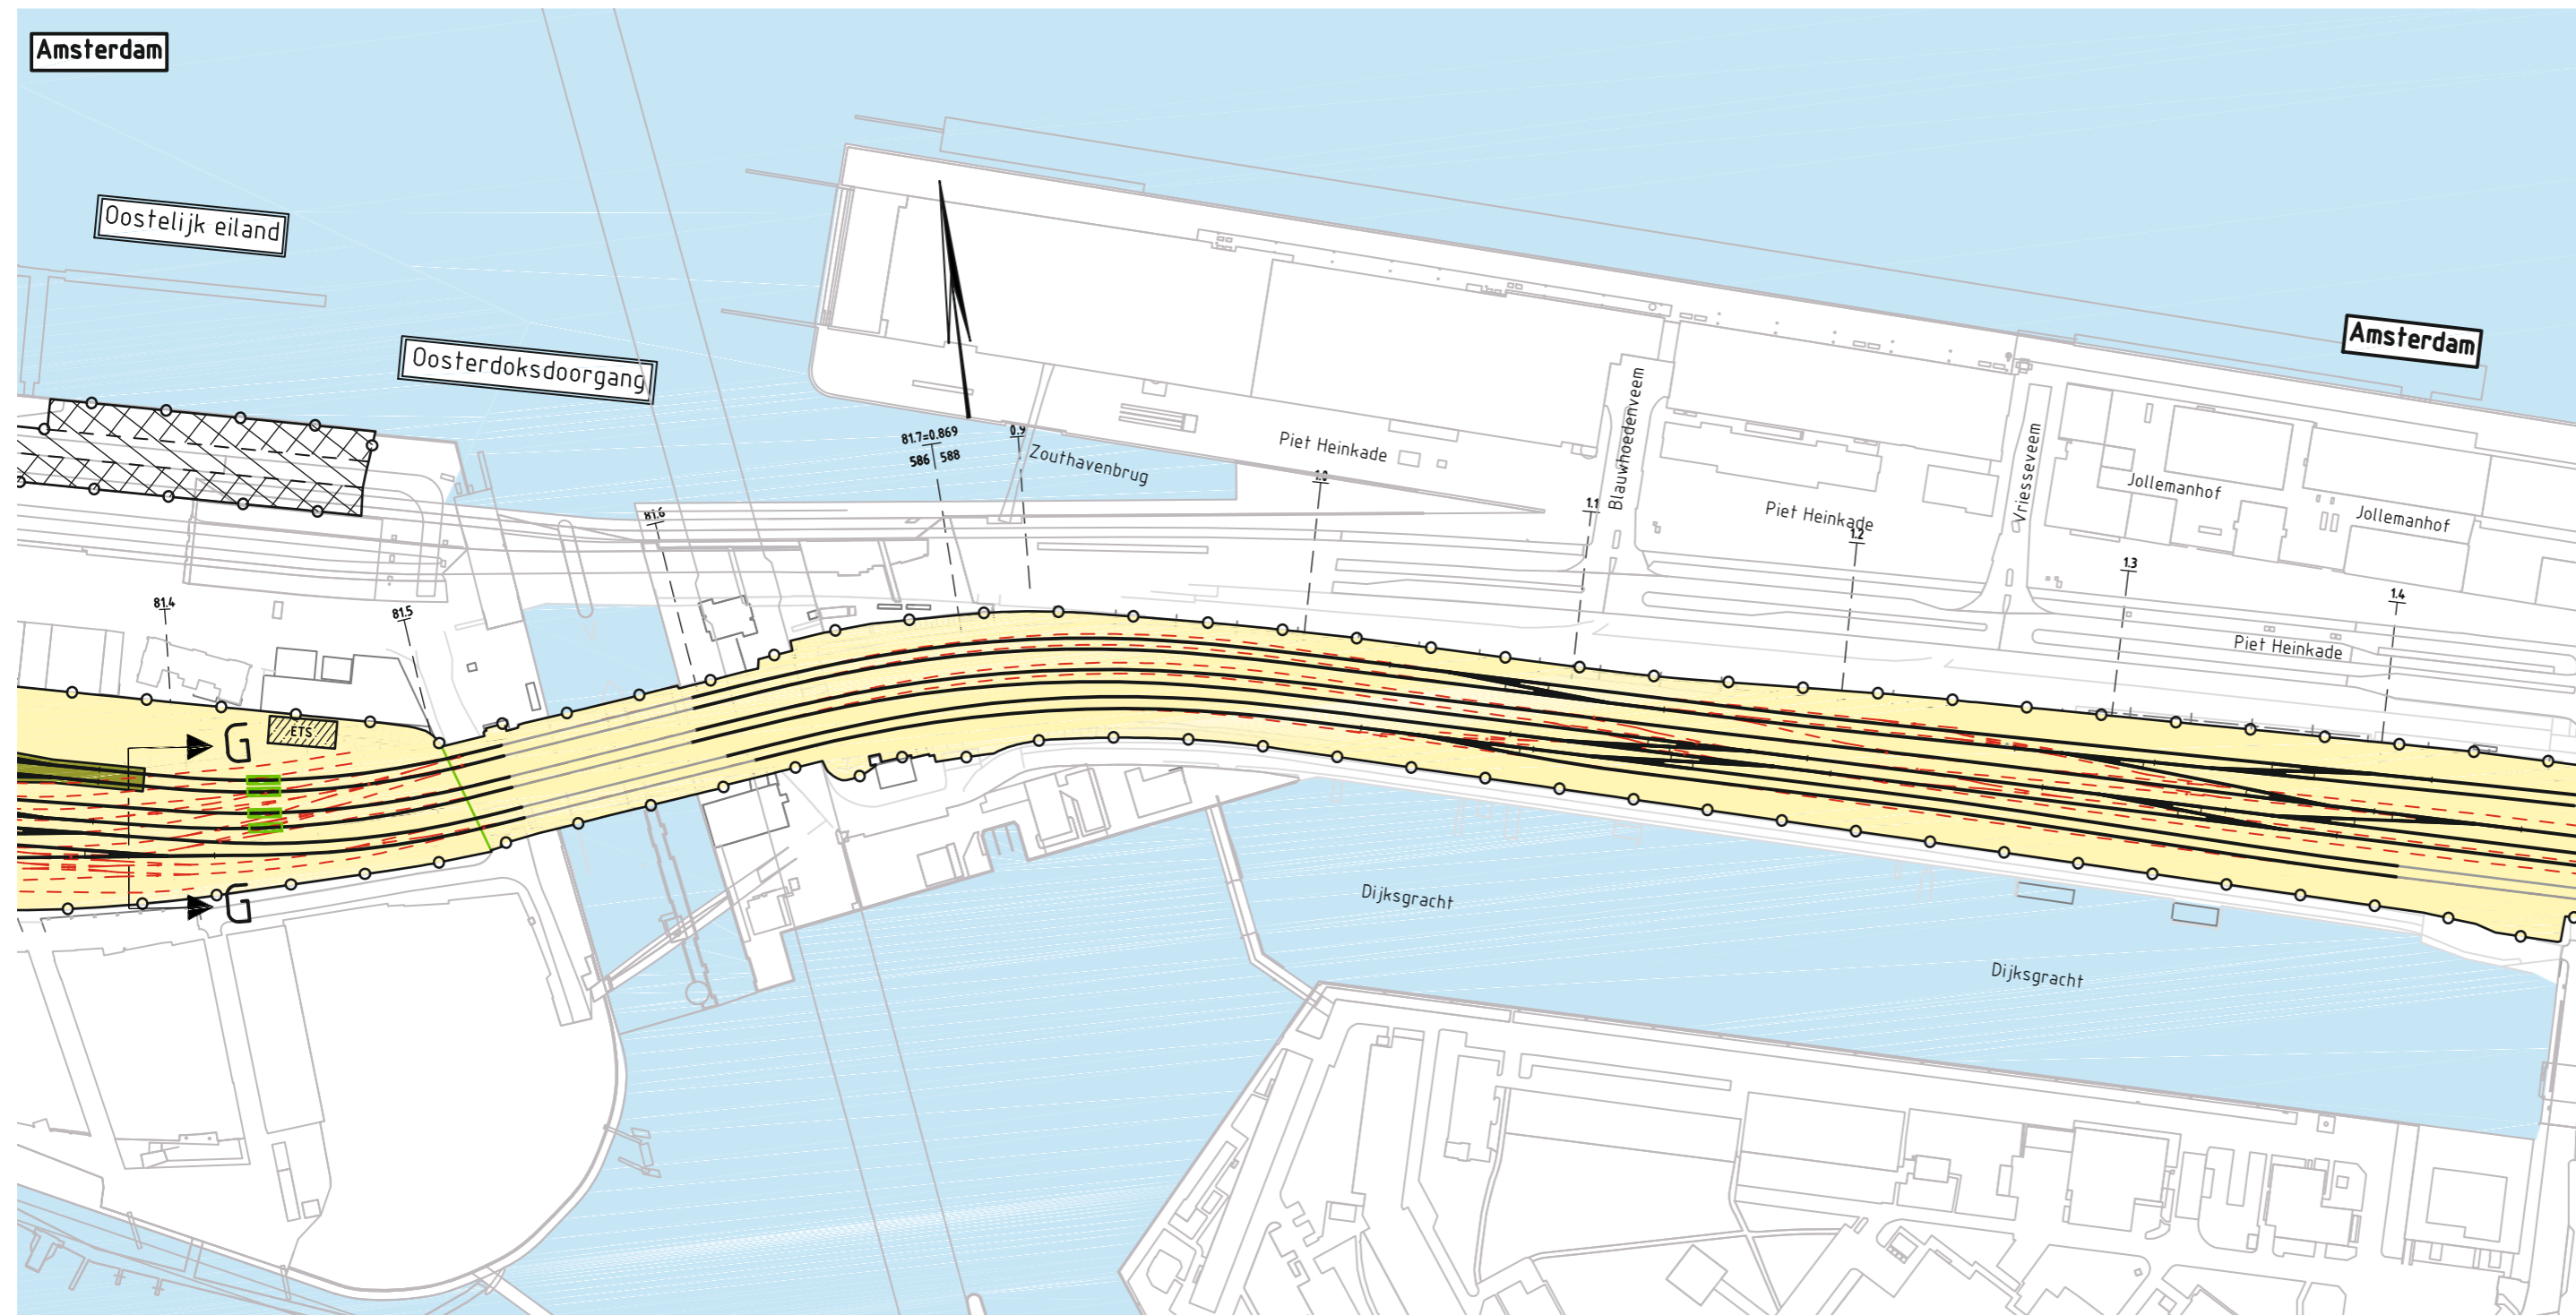 Amsterdam
Oostelijk eiland
Oosterdoksdoorgang
Amsterdam
81.7=0.869
586 588
0.9
Zouthavenbrug
Piet Heinkade
1.0
Blauwhoedenveem
1.1
Piet Heinkade
1.2
Vriesseveem
Jollemanhof
Jollemanhof
1.3
1.4
Piet Heinkade
81.6
81.5
81.4
G
ETS
G
Dijksgracht
Dijksgracht